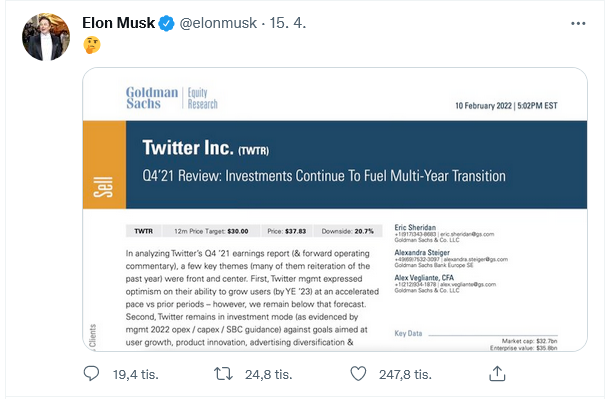 Elon Musk @elonmusk · 15. 4.
🤔
Goldman Sachs | Equity Research
10 February 2022 | 5:02PM EST
Sell
Twitter Inc. (TWTR)
Q4'21 Review: Investments Continue To Fuel Multi-Year Transition
TWTR 12m Price Target: $30.00 Price: $37.83 Downside: 20.7%
In analyzing Twitter's Q4 '21 earnings report (& forward operating
commentary), a few key themes (many of them reiteration of the
past year) were front and center. First, Twitter mgmt expressed
optimism on their ability to grow users (by YE '23) at an accelerated
pace vs prior periods – however, we remain below that forecast.
Second, Twitter remains in investment mode (as evidenced by
mgmt 2022 opex / capex / SBC guidance) against goals aimed at
user growth, product innovation, advertising diversification &
Eric Sheridan
+1(917)343-8683 | eric.sheridan@gs.com
Goldman Sachs & Co. LLC
Alexandra Steiger
alexandra.steiger@gs.com
Goldman Sachs Bank Europe SE
Alex Vegliante, CFA
+1(212)934-1878 | alex.vegliante@gs.com
Goldman Sachs & Co. LLC
Key Data
Market cap: $32.7bn
Enterprise value: $35.8bn
Clients
19,4 tis. 24,8 tis. 247,8 tis.